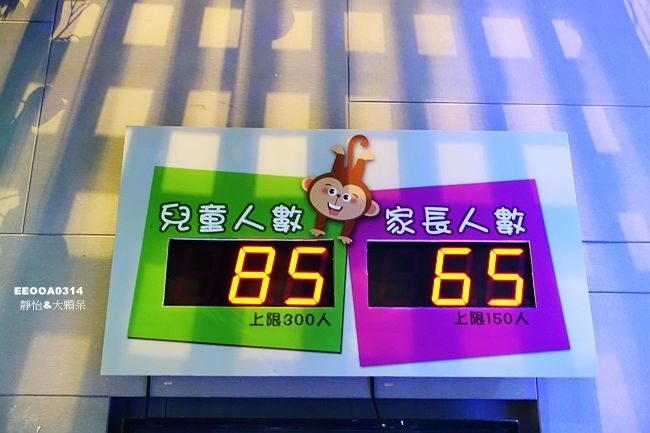 兒童人數
85
上限300人
家長人數
65
上限150人
EEOOA0314
靜怡&大顆呆